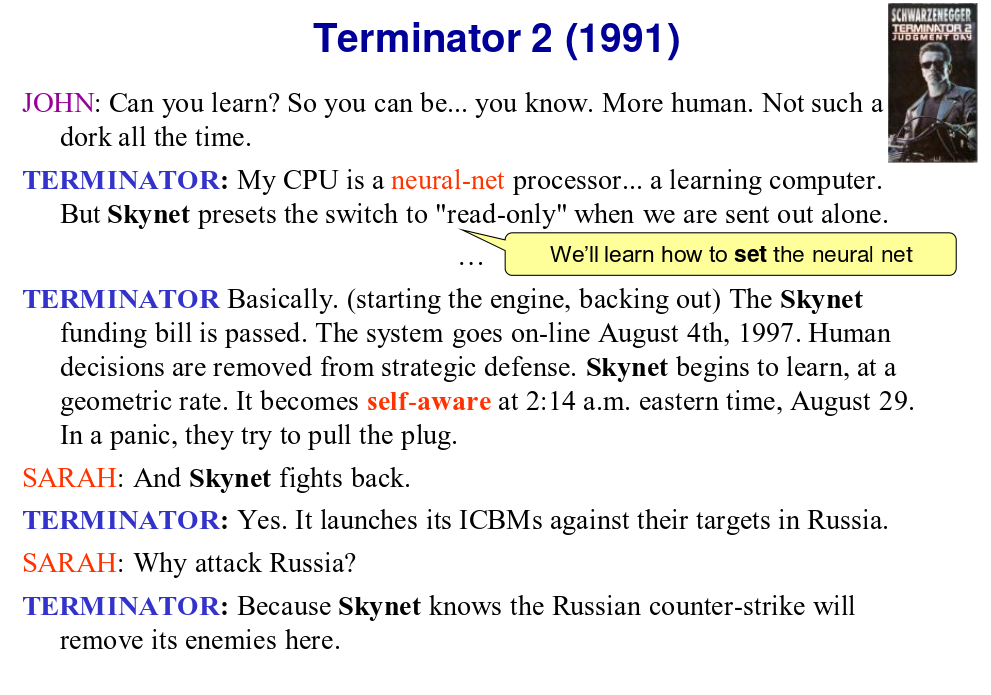 Terminator 2 (1991)
SCHWARZENEGGER
TERMINATOR 2
JUDGMENT DAY
JOHN: Can you learn? So you can be... you know. More human. Not such a
dork all the time.
TERMINATOR: My CPU is a neural-net processor... a learning computer.
But Skynet presets the switch to "read-only" when we are sent out alone.
We’ll learn how to set the neural net
…
TERMINATOR Basically. (starting the engine, backing out) The Skynet
funding bill is passed. The system goes on-line August 4th, 1997. Human
decisions are removed from strategic defense. Skynet begins to learn, at a
geometric rate. It becomes self-aware at 2:14 a.m. eastern time, August 29.
In a panic, they try to pull the plug.
SARAH: And Skynet fights back.
TERMINATOR: Yes. It launches its ICBMs against their targets in Russia.
SARAH: Why attack Russia?
TERMINATOR: Because Skynet knows the Russian counter-strike will
remove its enemies here.